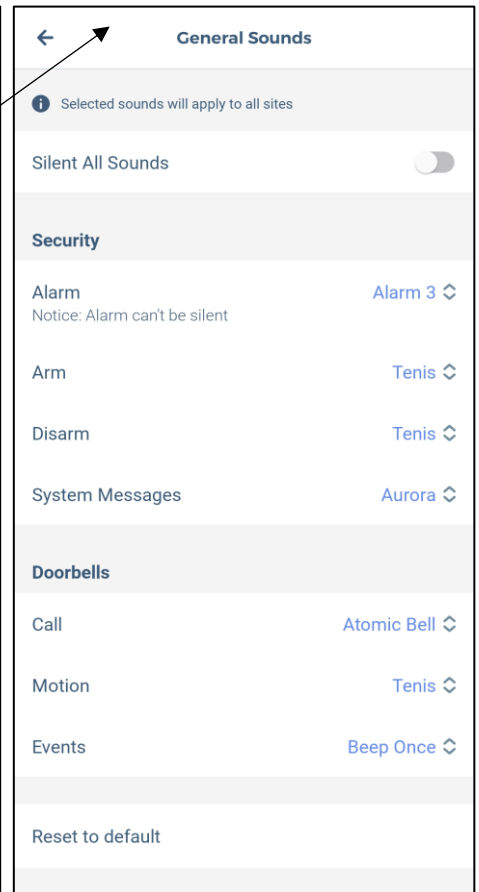 General Sounds
Selected sounds will apply to all sites
Silent All Sounds
Security
Alarm Alarm 3
Notice: Alarm can't be silent
Arm Tenis
Disarm Tenis
System Messages Aurora
Doorbells
Call Atomic Bell
Motion Tenis
Events Beep Once
Reset to default